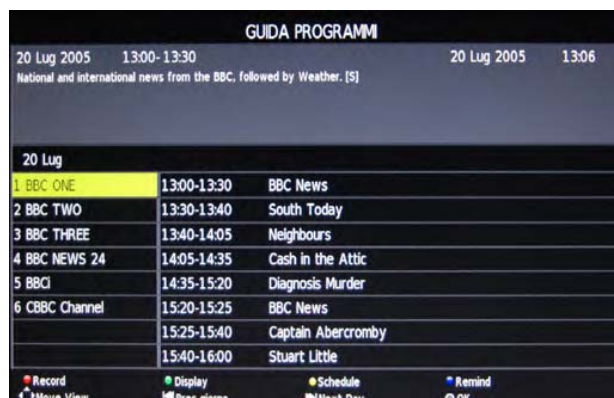 GUIDA PROGRAMMI
20 Lug 2005 13:00-13:30 20 Lug 2005 13:06
National and international news from the BBC, followed by Weather. [S]
20 Lug
1 BBC ONE 13:00-13:30 BBC News
2 BBC TWO 13:30-13:40 South Today
3 BBC THREE 13:40-14:05 Neighbours
4 BBC NEWS 24 14:05-14:35 Cash in the Attic
5 BBCi 14:35-15:20 Diagnosis Murder
6 CBBC Channel 15:20-15:25 BBC News
15:25-15:40 Captain Abercromby
15:40-16:00 Stuart Little
Record Display Schedule Remind
Move View Next Day OK